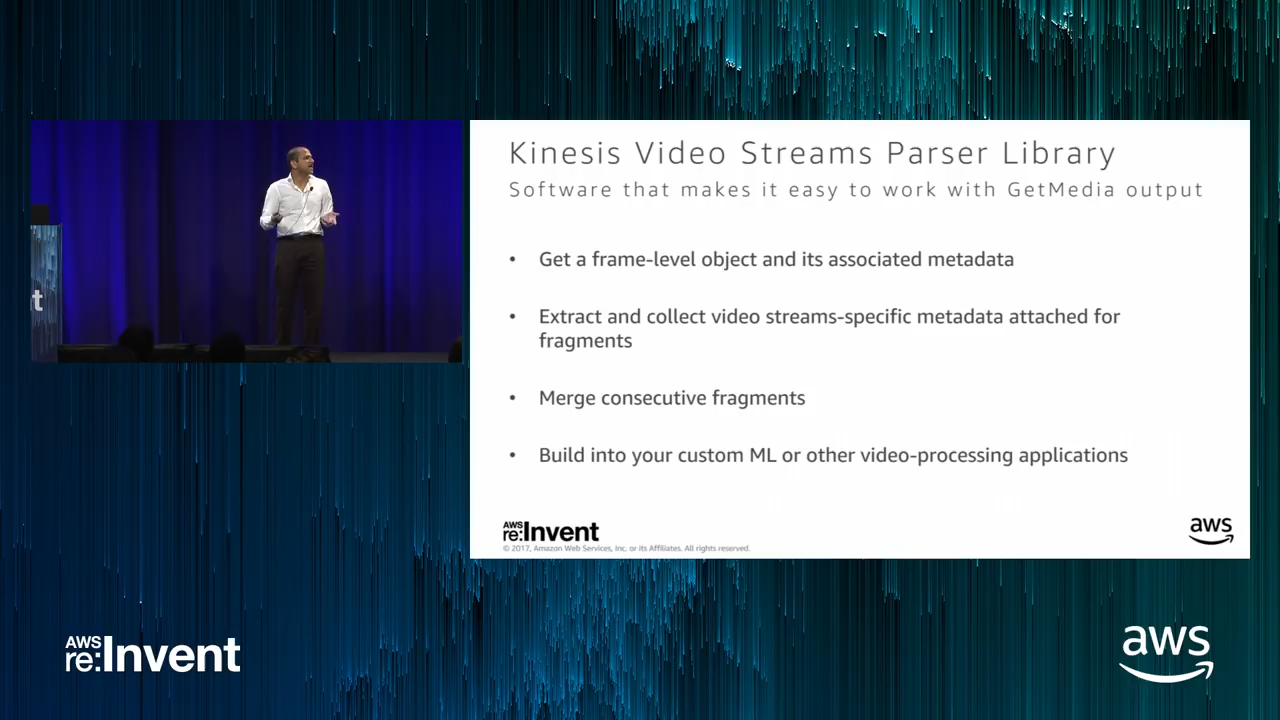 Kinesis Video Streams Parser Library
Software that makes it easy to work with GetMedia output
• Get a frame-level object and its associated metadata
• Extract and collect video streams-specific metadata attached for
fragments
• Merge consecutive fragments
• Build into your custom ML or other video-processing applications
AWS
re:Invent
© 2017, Amazon Web Services, Inc. or its Affiliates. All rights reserved.
aws
t
AWS
re:Invent
aws